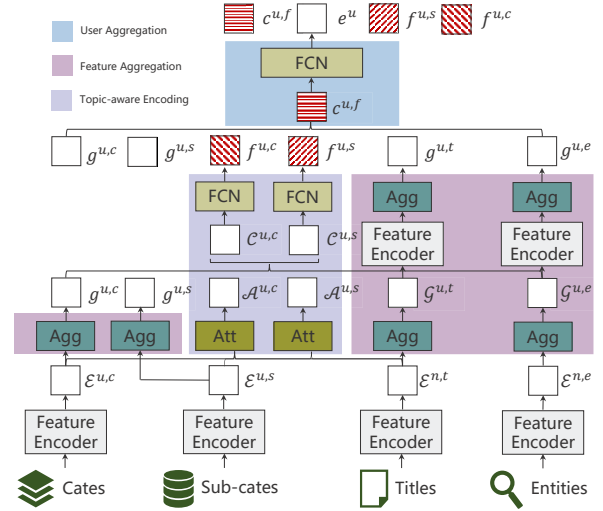 c^{u,f} e^u f^{u,s} f^{u,c}
User Aggregation
Feature Aggregation
Topic-aware Encoding
FCN
c^{u,f}
g^{u,c} g^{u,s} f^{u,c} f^{u,s} g^{u,t} g^{u,e}
FCN FCN Agg Agg
Feature Encoder Feature Encoder
𝒞^{u,c} 𝒞^{u,s}
g^{u,c} g^{u,s} 𝒜^{u,c} 𝒜^{u,s} 𝒢^{u,t} 𝒢^{u,e}
Agg Agg Att Att Agg Agg
ℰ^{u,c} ℰ^{u,s} ℰ^{n,t} ℰ^{n,e}
Feature Encoder Feature Encoder Feature Encoder Feature Encoder
Cates Sub-cates Titles Entities